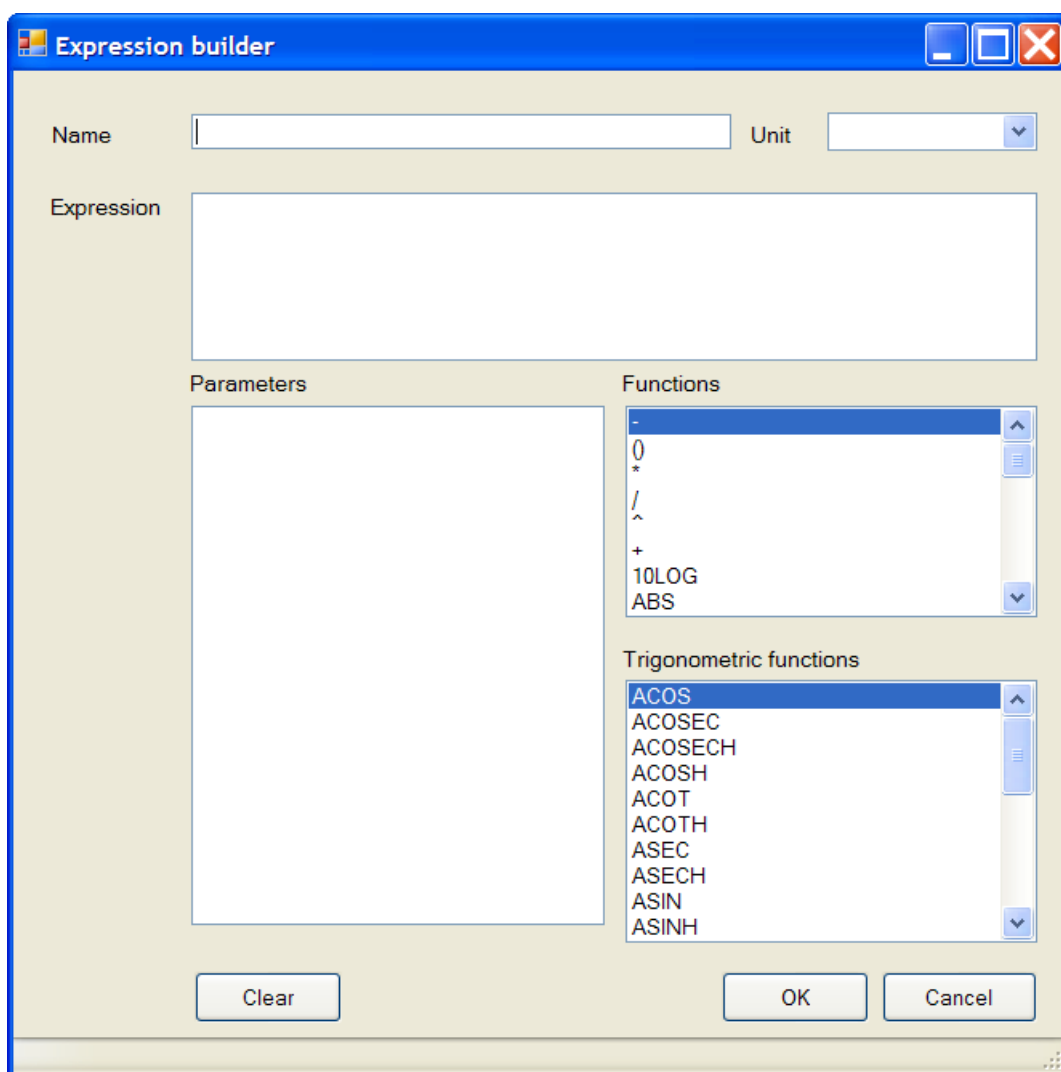 Expression builder
Name
Unit
Expression
Parameters
Functions
-
()
*
/
^
+
10LOG
ABS
Trigonometric functions
ACOS
ACOSEC
ACOSECH
ACOSH
ACOT
ACOTH
ASEC
ASECH
ASIN
ASINH
Clear
OK
Cancel